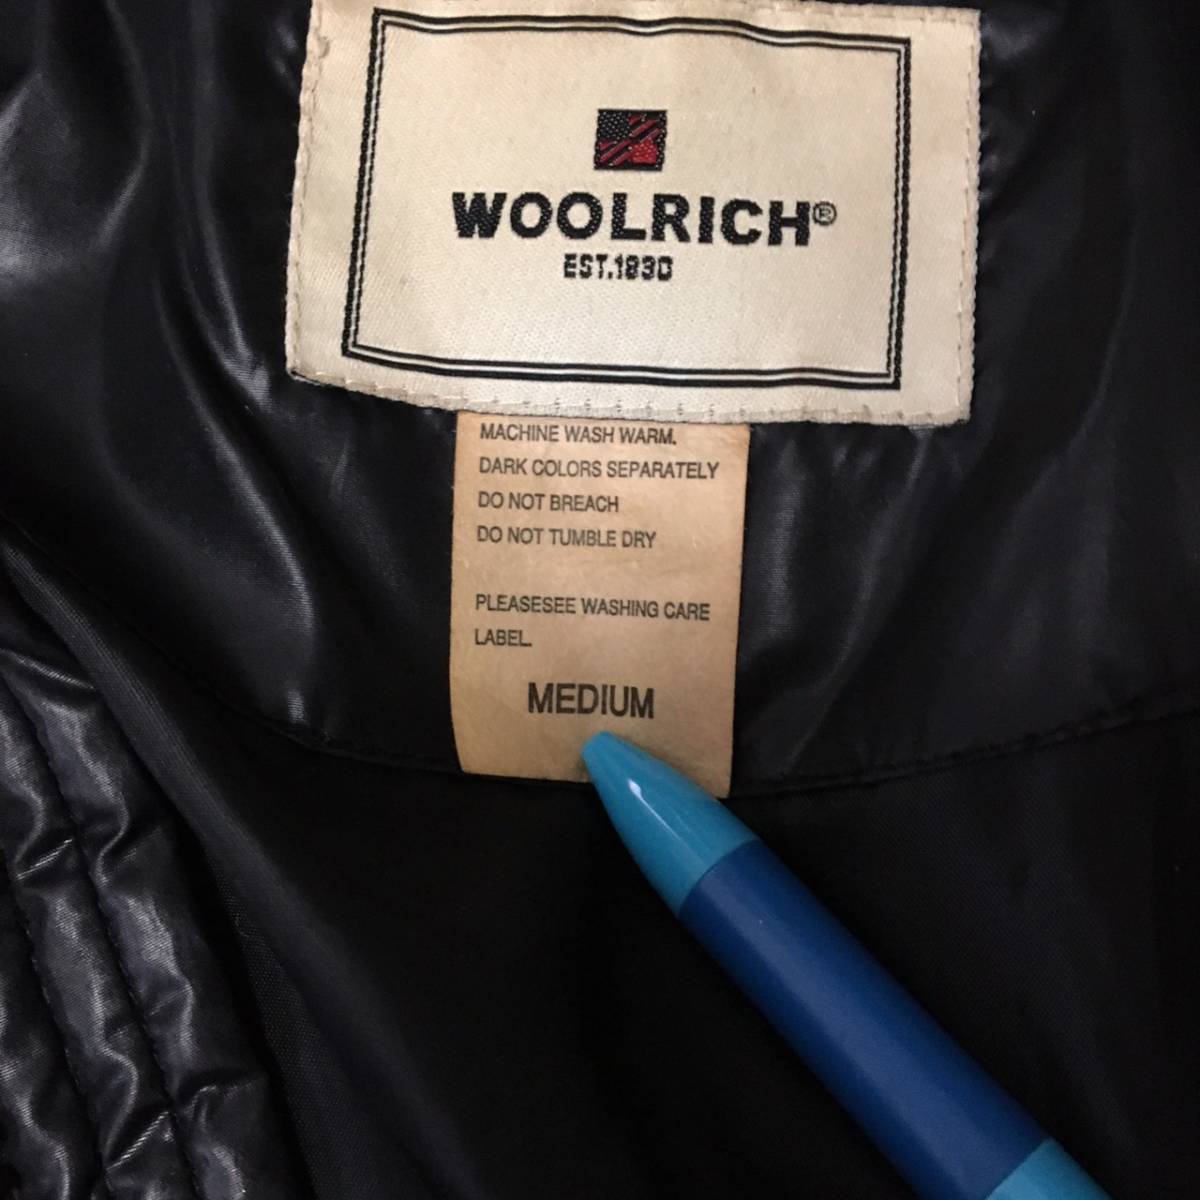 WOOLRICH®
EST.1830
MACHINE WASH WARM.
DARK COLORS SEPARATELY
DO NOT BREACH
DO NOT TUMBLE DRY
PLEASESEE WASHING CARE
LABEL.
MEDIUM